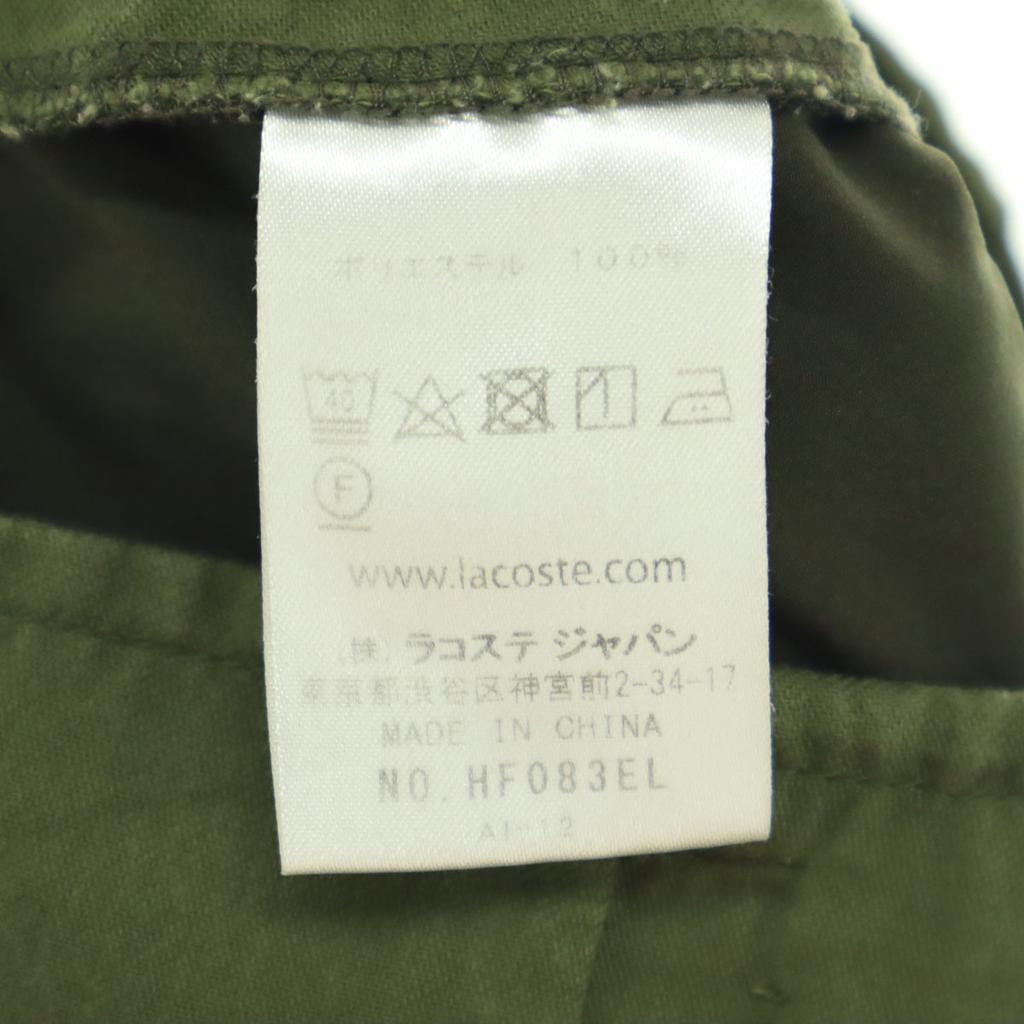 ポリエステル 100%
40
F
www.lacoste.com
(株) ラコステ ジャパン
東京都渋谷区神宮前2-34-17
MADE IN CHINA
NO. HF083EL